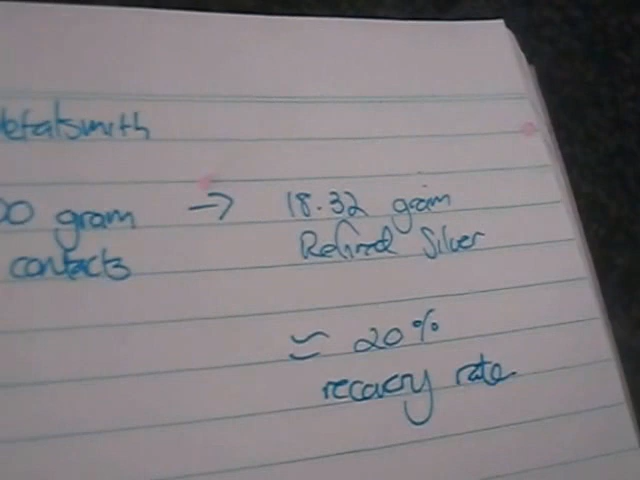 etalsmith
00 gram → 18.32 gram
contacts Refined Silver
≃ 20%
recovery rate